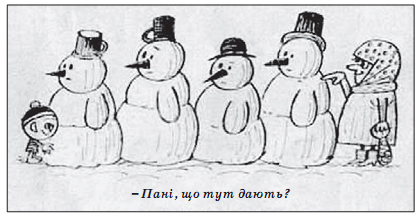 – Пані, що тут дають?